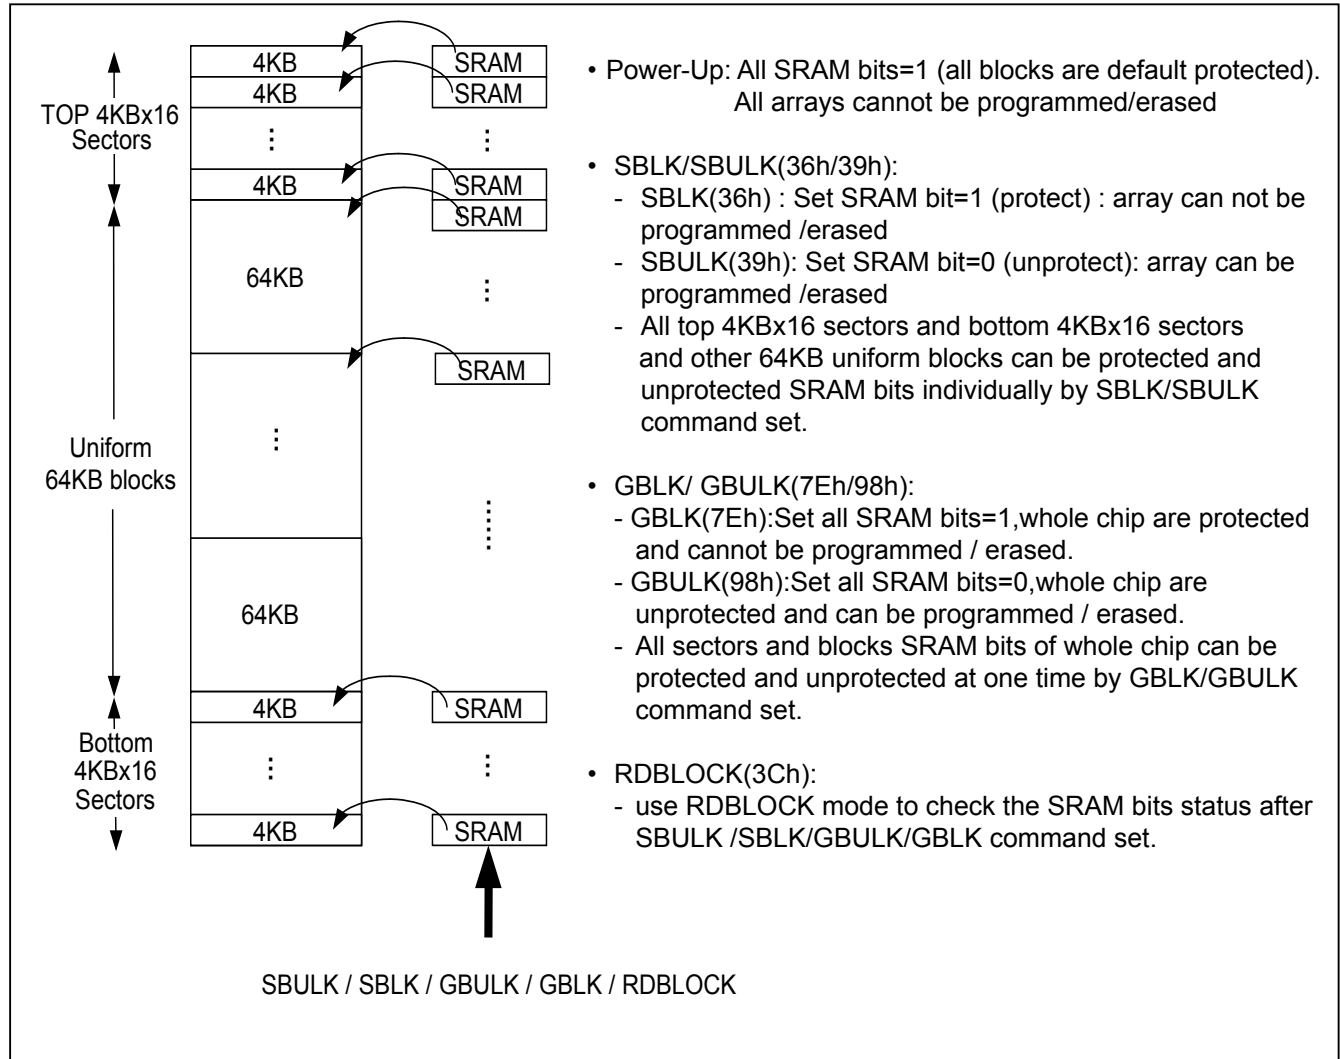 4KB
SRAM
4KB
SRAM
TOP 4KBx16
Sectors
4KB
SRAM
SRAM
64KB
SRAM
Uniform
64KB blocks
64KB
4KB
SRAM
Bottom
4KBx16
Sectors
4KB
SRAM
SBULK / SBLK / GBULK / GBLK / RDBLOCK
• Power-Up: All SRAM bits=1 (all blocks are default protected).
All arrays cannot be programmed/erased
• SBLK/SBULK(36h/39h):
- SBLK(36h) : Set SRAM bit=1 (protect) : array can not be
programmed /erased
- SBULK(39h): Set SRAM bit=0 (unprotect): array can be
programmed /erased
- All top 4KBx16 sectors and bottom 4KBx16 sectors
and other 64KB uniform blocks can be protected and
unprotected SRAM bits individually by SBLK/SBULK
command set.
• GBLK/ GBULK(7Eh/98h):
- GBLK(7Eh):Set all SRAM bits=1,whole chip are protected
and cannot be programmed / erased.
- GBULK(98h):Set all SRAM bits=0,whole chip are
unprotected and can be programmed / erased.
- All sectors and blocks SRAM bits of whole chip can be
protected and unprotected at one time by GBLK/GBULK
command set.
• RDBLOCK(3Ch):
- use RDBLOCK mode to check the SRAM bits status after
SBULK /SBLK/GBULK/GBLK command set.